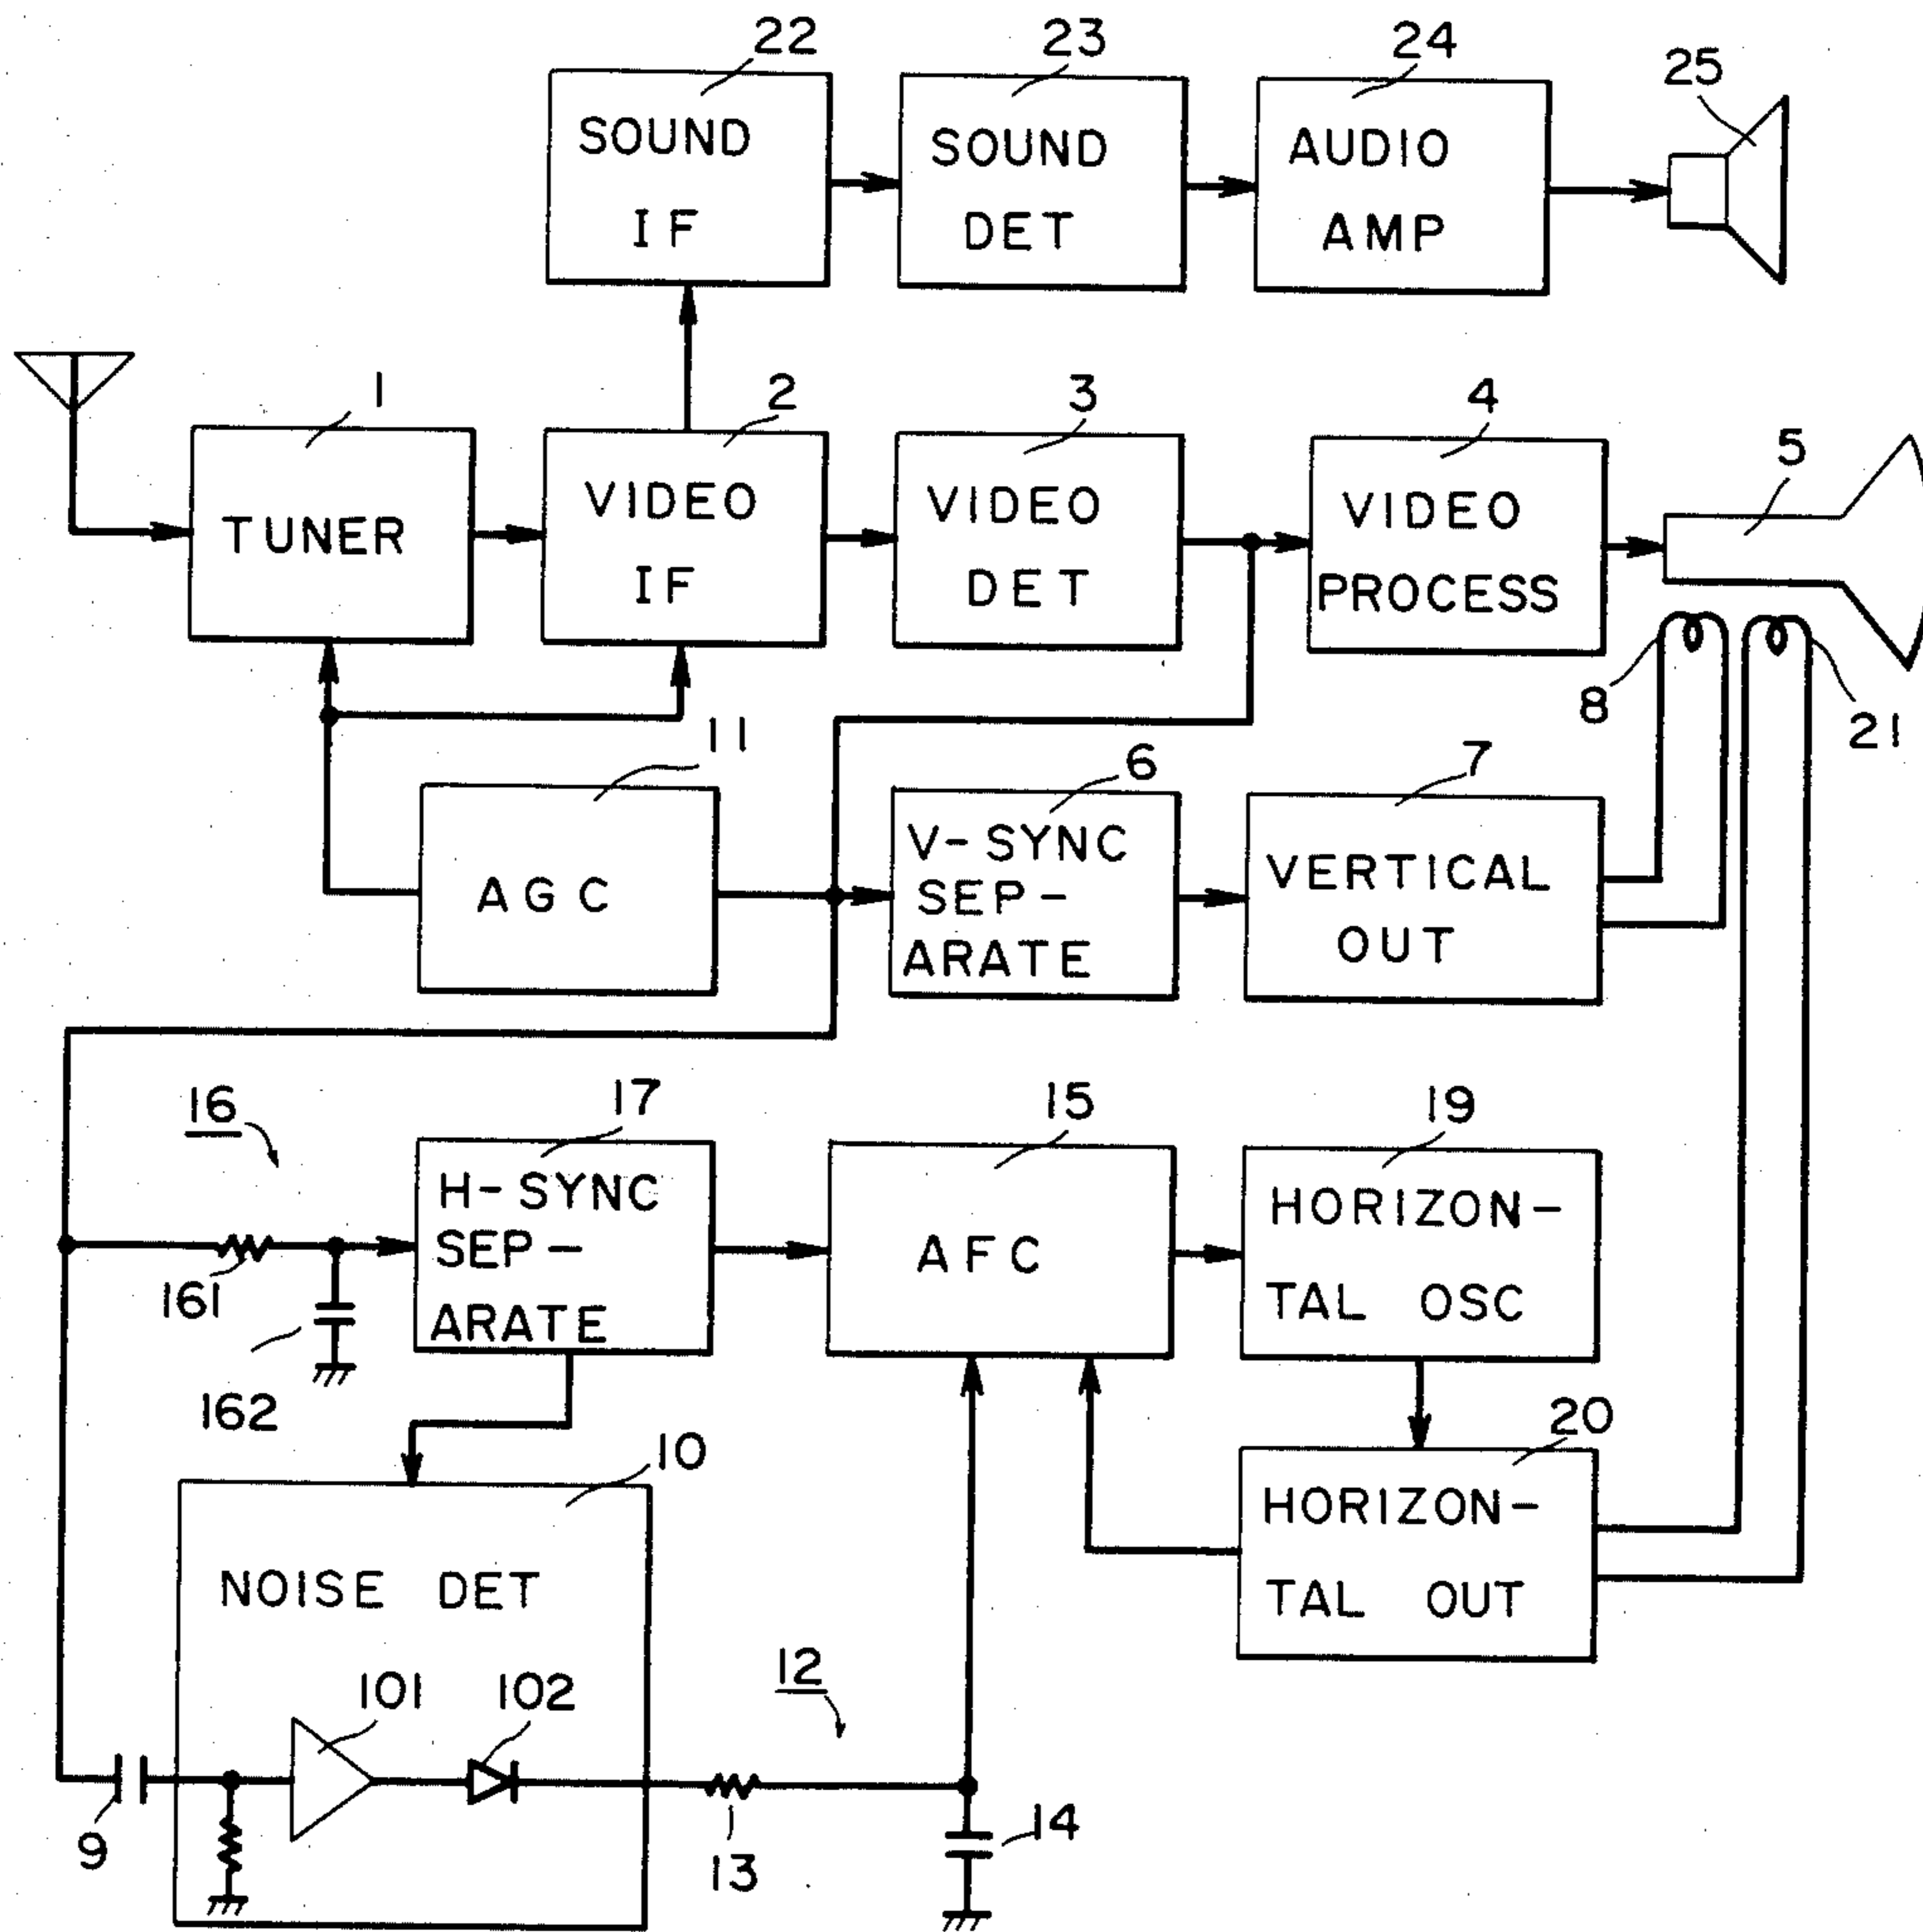 22
23
24
25
SOUND
IF
SOUND
DET
AUDIO
AMP
1
2
3
4
5
TUNER
VIDEO
IF
VIDEO
DET
VIDEO
PROCESS
8
21
11
6
7
AGC
V-SYNC
SEP-
ARATE
VERTICAL
OUT
16
17
15
19
H-SYNC
SEP-
ARATE
AFC
HORIZON-
TAL OSC
161
162
10
20
NOISE DET
HORIZON-
TAL OUT
101
102
12
9
13
14